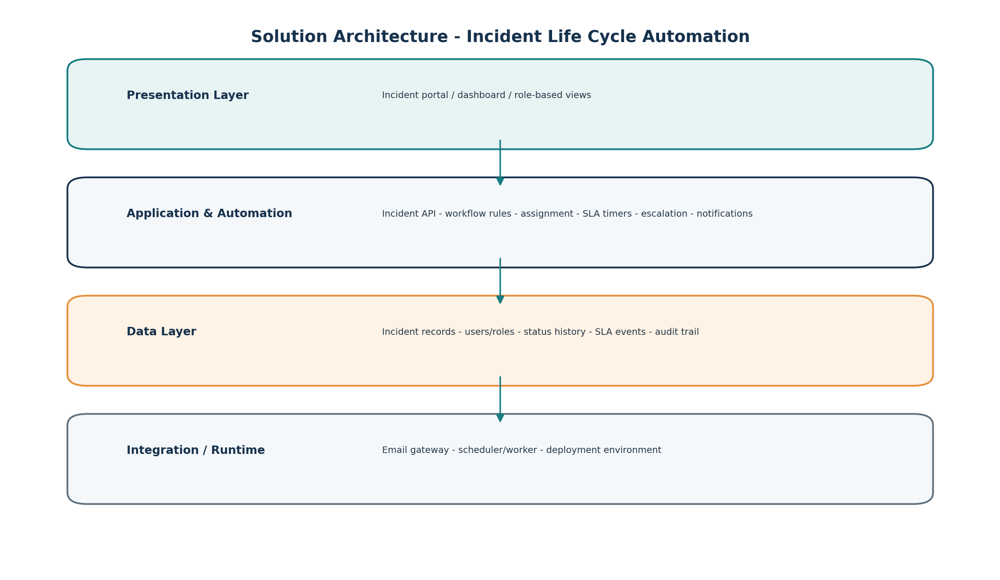 Solution Architecture - Incident Life Cycle Automation
Presentation Layer
Incident portal / dashboard / role-based views
Application & Automation
Incident API - workflow rules - assignment - SLA timers - escalation - notifications
Data Layer
Incident records - users/roles - status history - SLA events - audit trail
Integration / Runtime
Email gateway - scheduler/worker - deployment environment